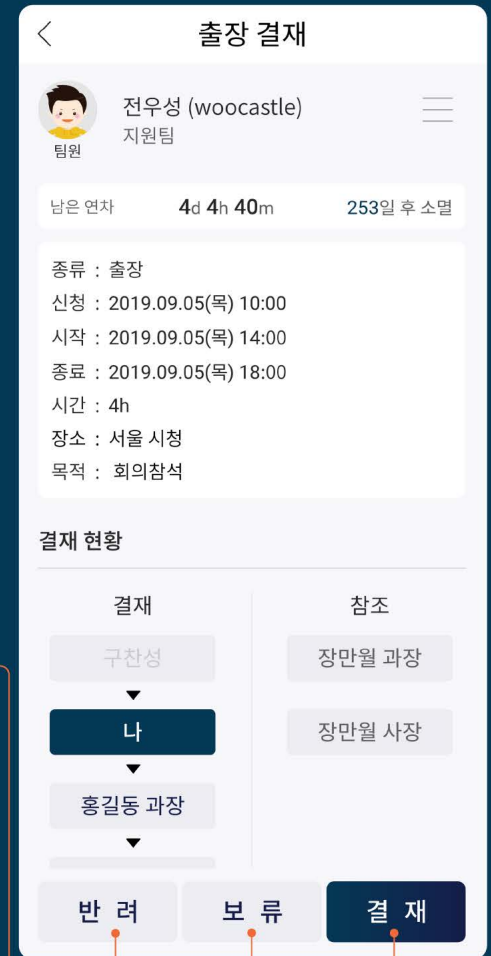 출장 결재
전우성 (woocastle)
지원팀
팀원
남은 연차 4d 4h 40m 253일 후 소멸
종류 : 출장
신청 : 2019.09.05(목) 10:00
시작 : 2019.09.05(목) 14:00
종료 : 2019.09.05(목) 18:00
시간 : 4h
장소 : 서울 시청
목적 : 회의참석
결재 현황
결재 참조
구찬성 장만월 과장
나 장만월 사장
홍길동 과장
반 려 보 류 결 재